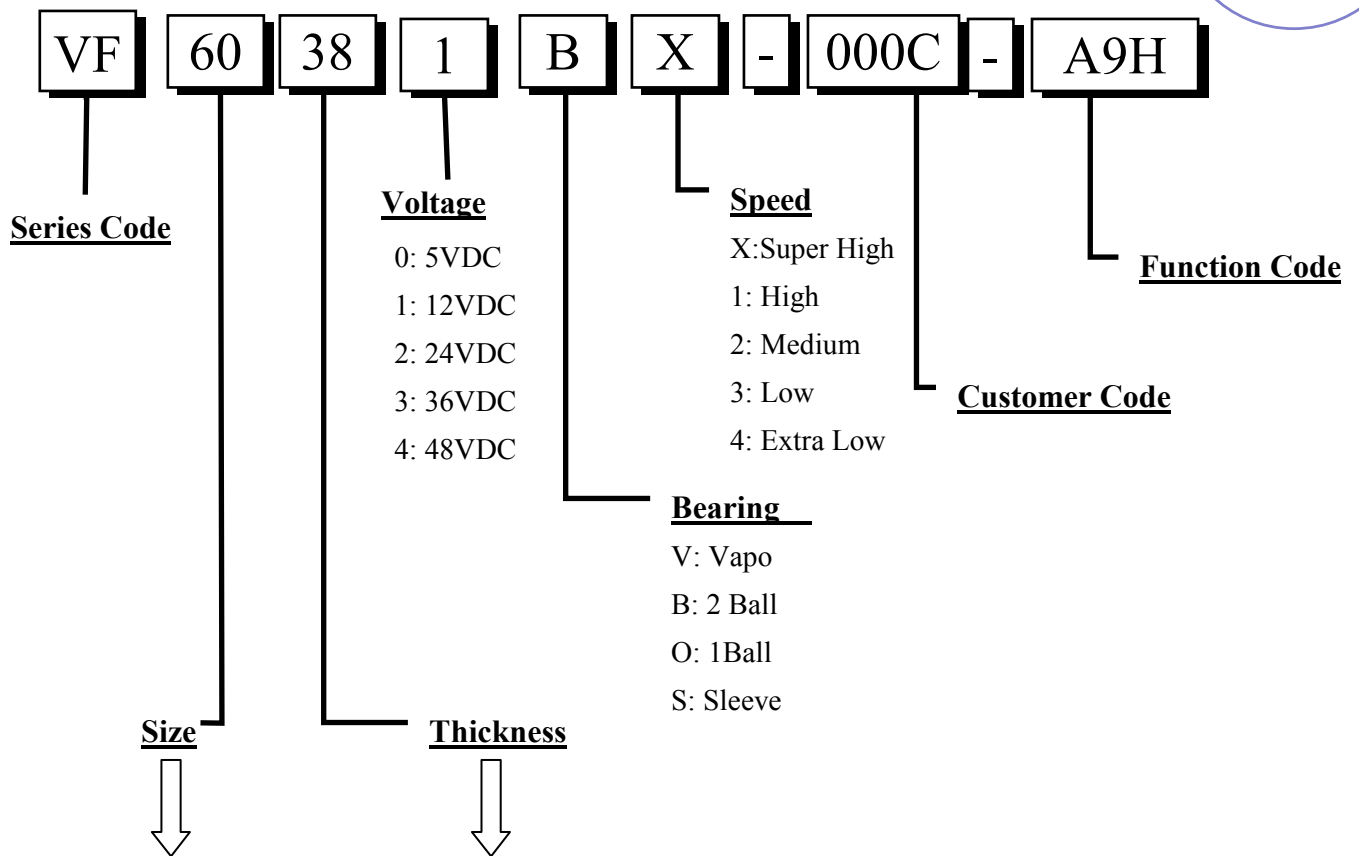 VF 60 38 1 B X - 000C - A9H
Series Code
Voltage
0: 5VDC
1: 12VDC
2: 24VDC
3: 36VDC
4: 48VDC
Speed
X:Super High
1: High
2: Medium
3: Low
4: Extra Low
Function Code
Customer Code
Bearing
V: Vapo
B: 2 Ball
O: 1Ball
S: Sleeve
Size
Thickness